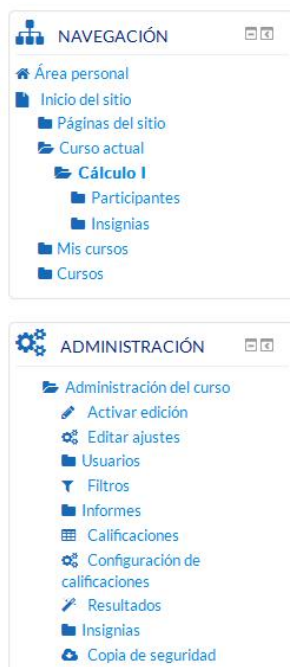 NAVEGACIÓN
Área personal
Inicio del sitio
Páginas del sitio
Curso actual
Cálculo I
Participantes
Insignias
Mis cursos
Cursos
ADMINISTRACIÓN
Administración del curso
Activar edición
Editar ajustes
Usuarios
Filtros
Informes
Calificaciones
Configuración de
calificaciones
Resultados
Insignias
Copia de seguridad